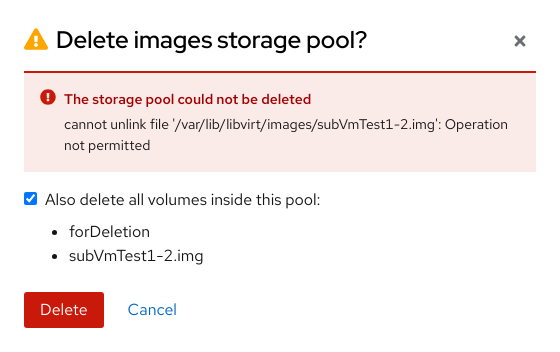 Delete images storage pool?
The storage pool could not be deleted
cannot unlink file '/var/lib/libvirt/images/subVmTest1-2.img': Operation
not permitted
Also delete all volumes inside this pool:
• forDeletion
• subVmTest1-2.img
Delete Cancel